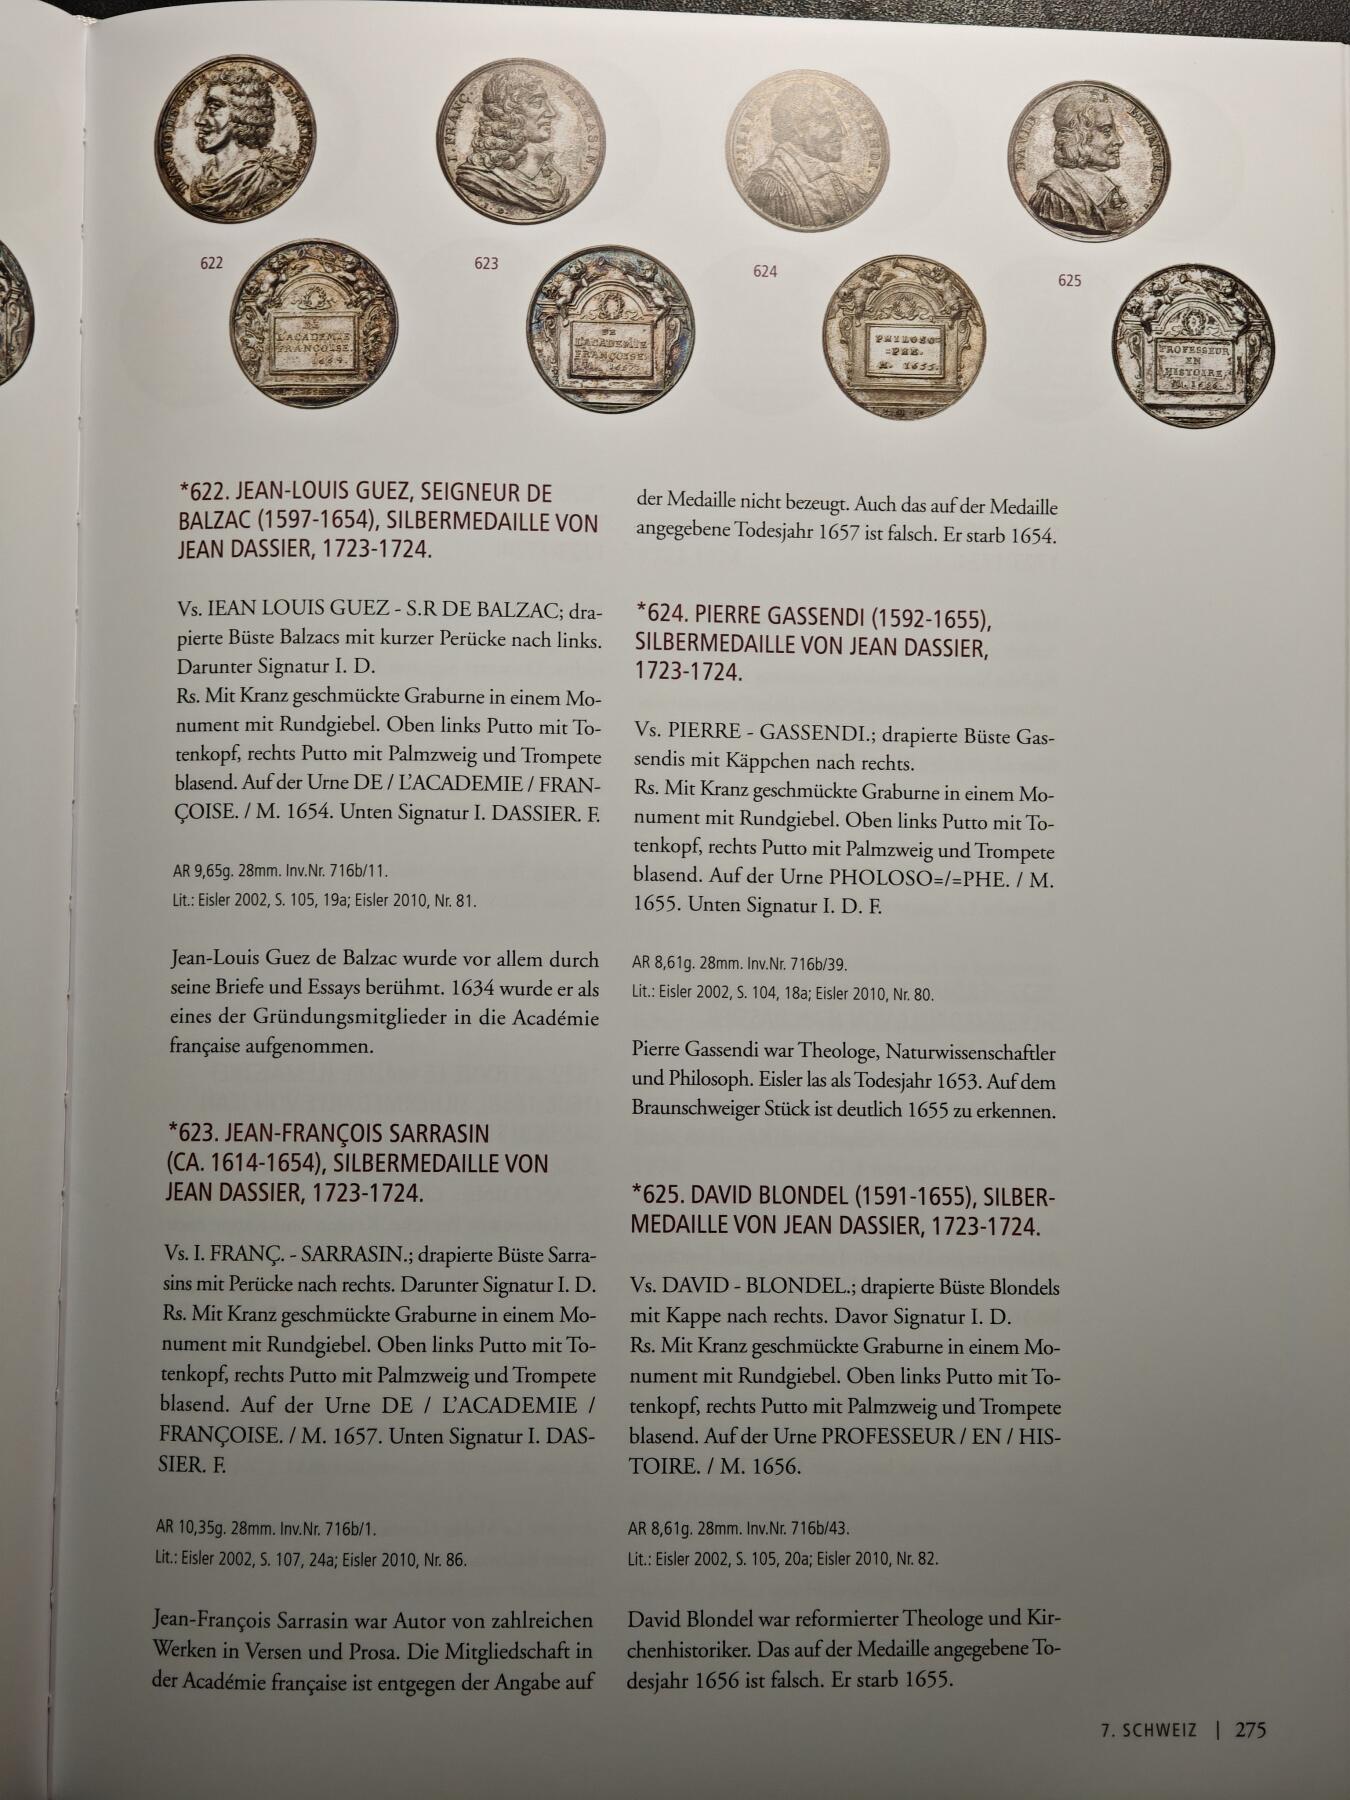 I. FRANÇ. SARRASIN.
I. D.
DAVID BLONDEL
622
623
624
625
DE
L'ACADEMIE
FRANÇOISE
DE
L'ACADEMIE
FRANÇOISE
PHILOSO=
=PHE.
M. 1655.
PROFESSEUR
EN
HISTOIRE.
M. 1656.
*622. JEAN-LOUIS GUEZ, SEIGNEUR DE
BALZAC (1597-1654), SILBERMEDAILLE VON
JEAN DASSIER, 1723-1724.
Vs. IEAN LOUIS GUEZ - S.R DE BALZAC; dra-
pierte Büste Balzacs mit kurzer Perücke nach links.
Darunter Signatur I. D.
Rs. Mit Kranz geschmückte Graburne in einem Mo-
nument mit Rundgiebel. Oben links Putto mit To-
tenkopf, rechts Putto mit Palmzweig und Trompete
blasend. Auf der Urne DE / L'ACADEMIE / FRAN-
ÇOISE. / M. 1654. Unten Signatur I. DASSIER. F.
AR 9,65g. 28mm. Inv.Nr. 716b/11.
Lit.: Eisler 2002, S. 105, 19a; Eisler 2010, Nr. 81.
Jean-Louis Guez de Balzac wurde vor allem durch
seine Briefe und Essays berühmt. 1634 wurde er als
eines der Gründungsmitglieder in die Académie
française aufgenommen.
*623. JEAN-FRANÇOIS SARRASIN
(CA. 1614-1654), SILBERMEDAILLE VON
JEAN DASSIER, 1723-1724.
Vs. I. FRANÇ. - SARRASIN.; drapierte Büste Sarra-
sins mit Perücke nach rechts. Darunter Signatur I. D.
Rs. Mit Kranz geschmückte Graburne in einem Mo-
nument mit Rundgiebel. Oben links Putto mit To-
tenkopf, rechts Putto mit Palmzweig und Trompete
blasend. Auf der Urne DE / L'ACADEMIE /
FRANÇOISE. / M. 1657. Unten Signatur I. DAS-
SIER. F.
AR 10,35g. 28mm. Inv.Nr. 716b/1.
Lit.: Eisler 2002, S. 107, 24a; Eisler 2010, Nr. 86.
Jean-François Sarrasin war Autor von zahlreichen
Werken in Versen und Prosa. Die Mitgliedschaft in
der Académie française ist entgegen der Angabe auf
der Medaille nicht bezeugt. Auch das auf der Medaille
angegebene Todesjahr 1657 ist falsch. Er starb 1654.
*624. PIERRE GASSENDI (1592-1655),
SILBERMEDAILLE VON JEAN DASSIER,
1723-1724.
Vs. PIERRE - GASSENDI.; drapierte Büste Gas-
sendis mit Käppchen nach rechts.
Rs. Mit Kranz geschmückte Graburne in einem Mo-
nument mit Rundgiebel. Oben links Putto mit To-
tenkopf, rechts Putto mit Palmzweig und Trompete
blasend. Auf der Urne PHOLOSO=/=PHE. / M.
1655. Unten Signatur I. D. F.
AR 8,61g. 28mm. Inv.Nr. 716b/39.
Lit.: Eisler 2002, S. 104, 18a; Eisler 2010, Nr. 80.
Pierre Gassendi war Theologe, Naturwissenschaftler
und Philosoph. Eisler las als Todesjahr 1653. Auf dem
Braunschweiger Stück ist deutlich 1655 zu erkennen.
*625. DAVID BLONDEL (1591-1655), SILBER-
MEDAILLE VON JEAN DASSIER, 1723-1724.
Vs. DAVID - BLONDEL.; drapierte Büste Blondels
mit Kappe nach rechts. Davor Signatur I. D.
Rs. Mit Kranz geschmückte Graburne in einem Mo-
nument mit Rundgiebel. Oben links Putto mit To-
tenkopf, rechts Putto mit Palmzweig und Trompete
blasend. Auf der Urne PROFESSEUR / EN / HIS-
TOIRE. / M. 1656.
AR 8,61g. 28mm. Inv.Nr. 716b/43.
Lit.: Eisler 2002, S. 105, 20a; Eisler 2010, Nr. 82.
David Blondel war reformierter Theologe und Kir-
chenhistoriker. Das auf der Medaille angegebene To-
desjahr 1656 ist falsch. Er starb 1655.
7. SCHWEIZ | 275